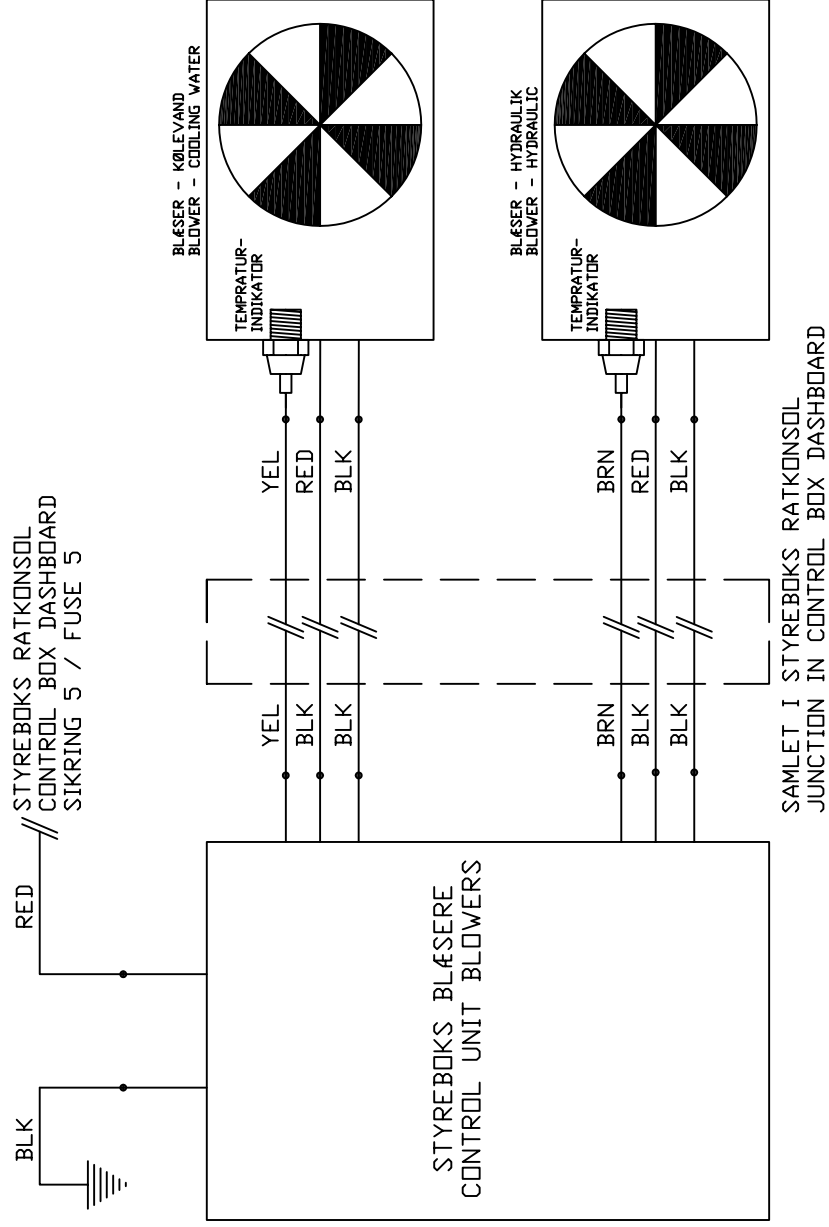 BLK
RED
STYREBOKS RATKONSOL
CONTROL BOX DASHBOARD
SIKRING 5 / FUSE 5
BLÆSER - KØLEVAND
BLOWER - COOLING WATER
TEMPRATUR-
INDIKATOR
YEL
RED
BLK
YEL
BLK
BLK
STYREBOKS BLÆSERE
CONTROL UNIT BLOWERS
BLÆSER - HYDRAULIK
BLOWER - HYDRAULIC
TEMPRATUR-
INDIKATOR
BRN
RED
BLK
BRN
BLK
BLK
SAMLET I STYREBOKS RATKONSOL
JUNCTION IN CONTROL BOX DASHBOARD